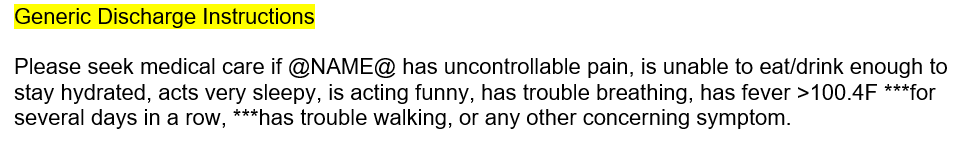 Generic Discharge Instructions
Please seek medical care if @NAME@ has uncontrollable pain, is unable to eat/drink enough to
stay hydrated, acts very sleepy, is acting funny, has trouble breathing, has fever >100.4F ***for
several days in a row, ***has trouble walking, or any other concerning symptom.